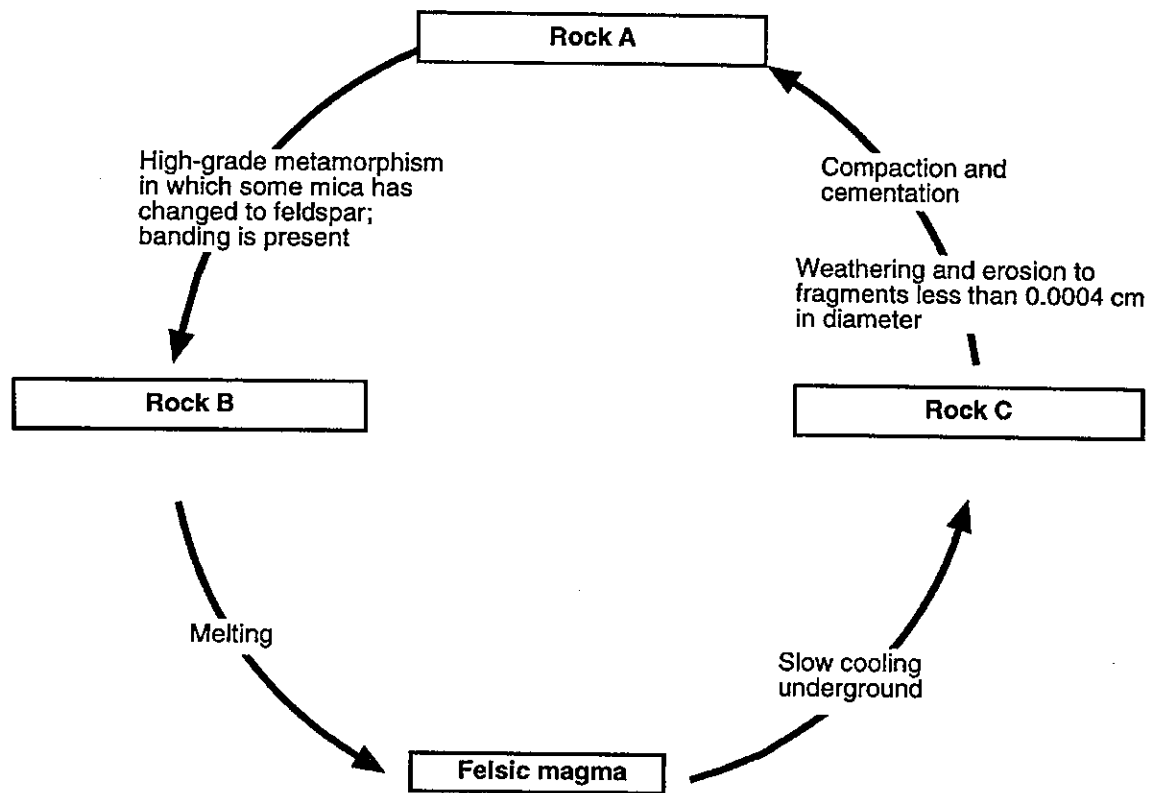 Rock A
High-grade metamorphism
in which some mica has
changed to feldspar;
banding is present
Compaction and
cementation
Weathering and erosion to
fragments less than 0.0004 cm
in diameter
Rock B
Rock C
Melting
Slow cooling
underground
Felsic magma